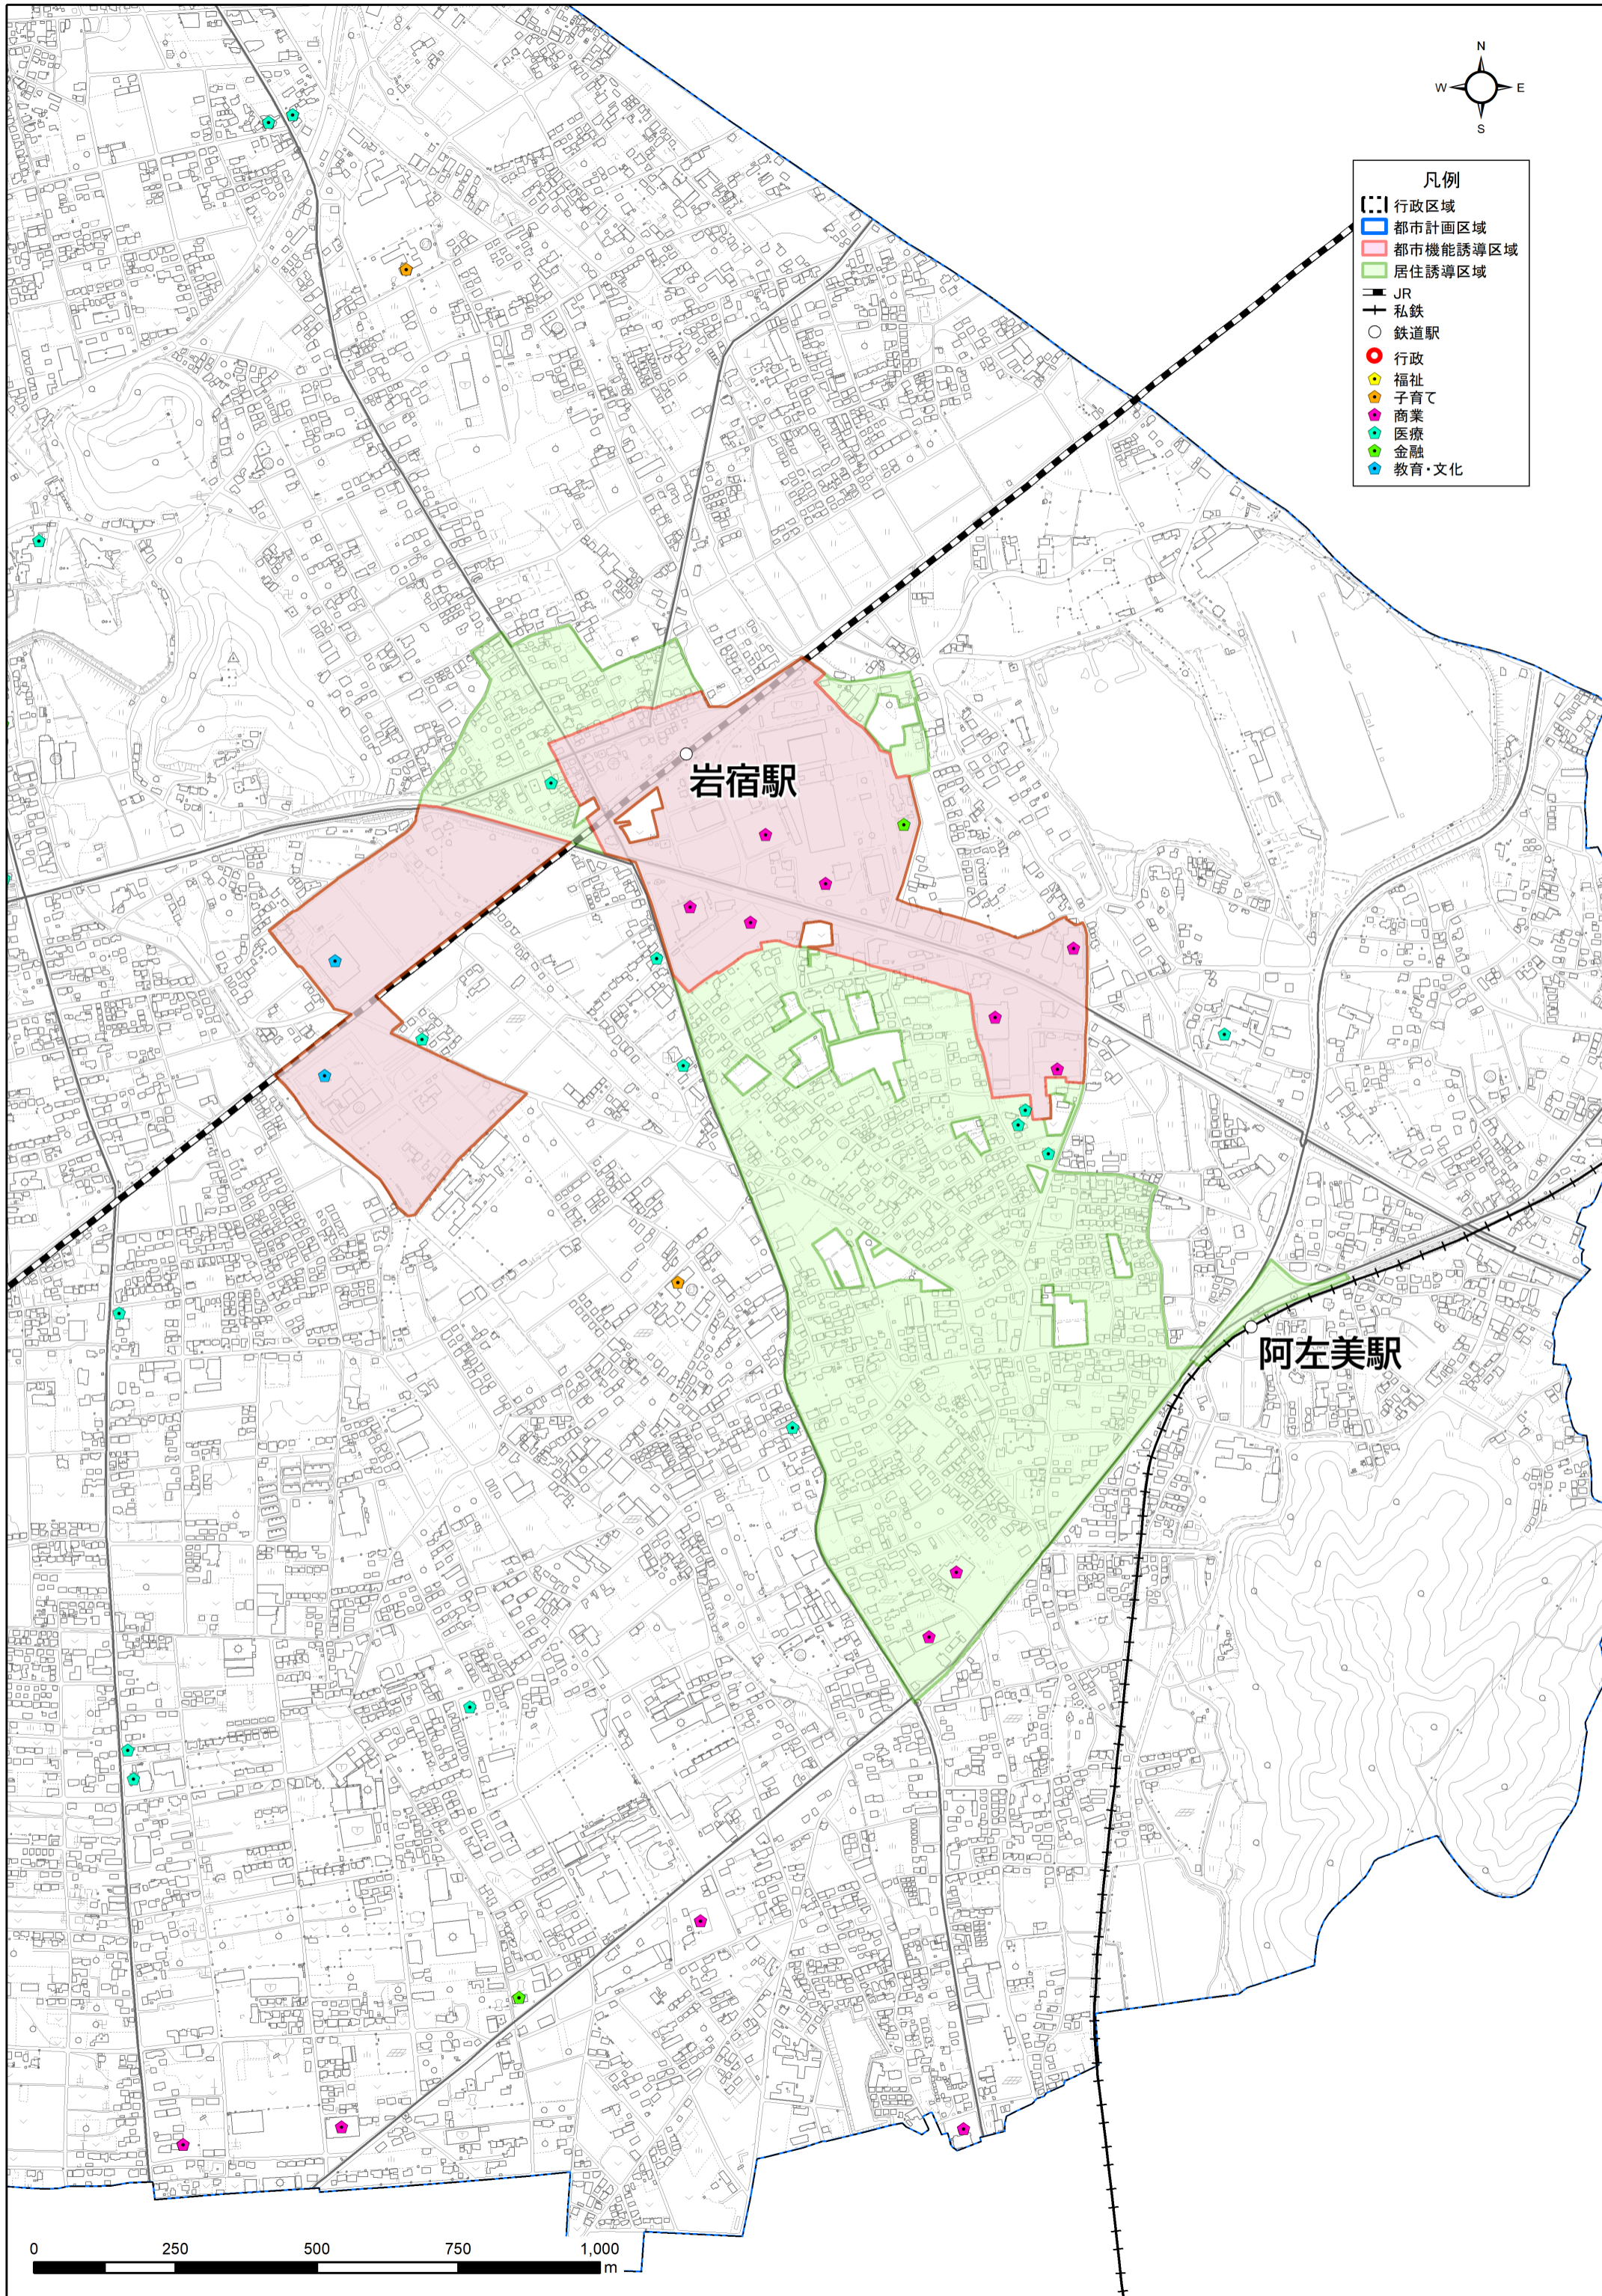 N
W
E
S
凡例
行政区域
都市計画区域
都市機能誘導区域
居住誘導区域
JR
私鉄
鉄道駅
行政
福祉
子育て
商業
医療
金融
教育・文化
岩宿駅
阿左美駅
0 250 500 750 1,000
m